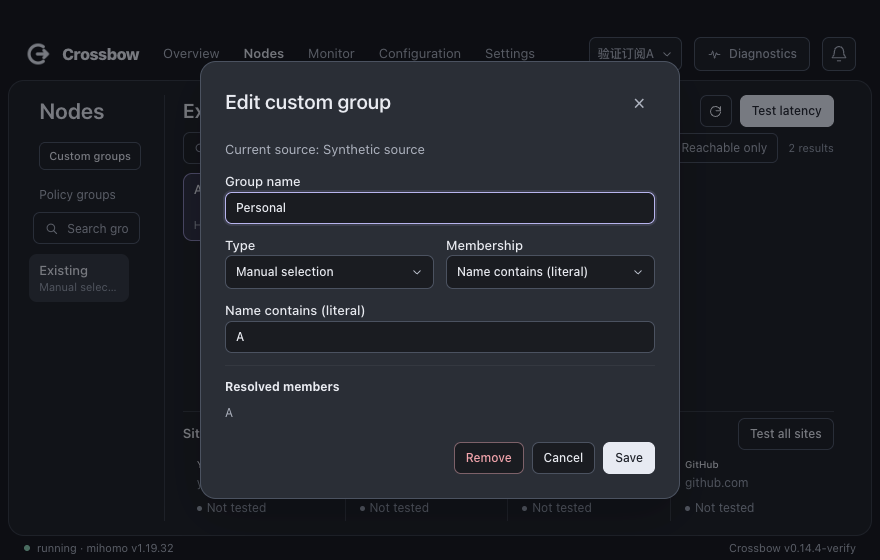 Crossbow
Overview
Nodes
Monitor
Configuration
Settings
验证订阅A
Diagnostics
Nodes
Custom groups
Policy groups
Search gro
Existing
Manual selec...
Test latency
Reachable only
2 results
Edit custom group
Current source: Synthetic source
Group name
Personal
Type
Membership
Manual selection
Name contains (literal)
Name contains (literal)
A
Resolved members
A
Remove
Cancel
Save
Test all sites
GitHub
github.com
Not tested
Not tested
Not tested
Not tested
running · mihomo v1.19.32
Crossbow v0.14.4-verify